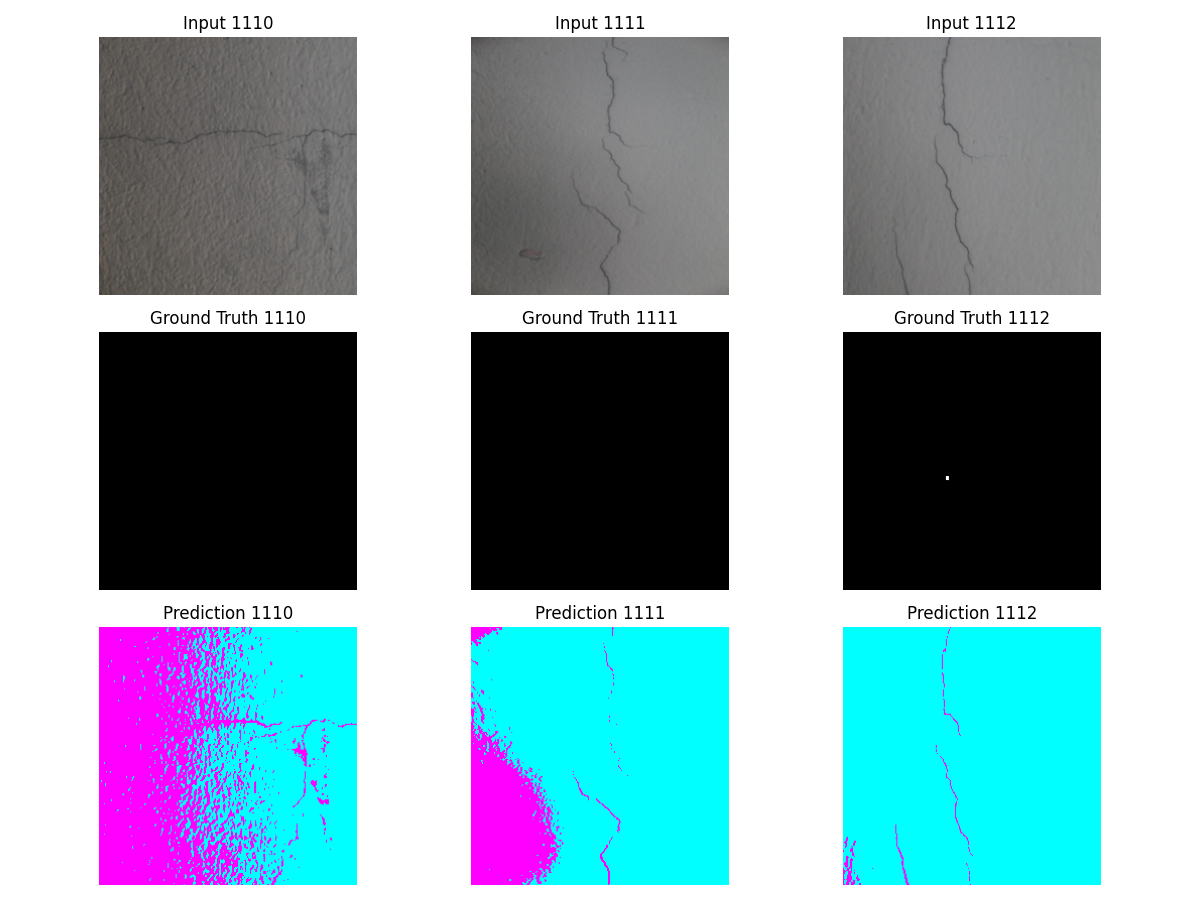 Input 1110
Input 1111
Input 1112
Ground Truth 1110
Ground Truth 1111
Ground Truth 1112
Prediction 1110
Prediction 1111
Prediction 1112